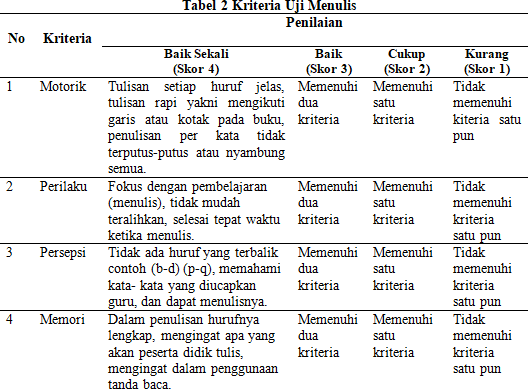 Tabel 2 Kriteria Uji Menulis
No Kriteria Penilaian
Baik Sekali (Skor 4) Baik (Skor 3) Cukup (Skor 2) Kurang (Skor 1)
1 Motorik Tulisan setiap huruf jelas, Memenuhi Memenuhi Tidak
tulisan rapi yakni mengikuti dua satu memenuhi
garis atau kotak pada buku, kriteria kriteria kiteria satu
penulisan per kata tidak pun
terputus-putus atau nyambung
semua.
2 Perilaku Fokus dengan pembelajaran Memenuhi Memenuhi Tidak
(menulis), tidak mudah dua satu memenuhi
teralihkan, selesai tepat waktu kriteria kriteria kriteria
ketika menulis. satu pun
3 Persepsi Tidak ada huruf yang terbalik Memenuhi Memenuhi Tidak
contoh (b-d) (p-q), memahami dua satu memenuhi
kata- kata yang diucapkan kriteria kriteria kriteria
guru, dan dapat menulisnya. satu pun
4 Memori Dalam penulisan hurufnya Memenuhi Memenuhi Tidak
lengkap, mengingat apa yang dua satu memenuhi
akan peserta didik tulis, kriteria kriteria kriteria
mengingat dalam penggunaan satu pun
tanda baca.